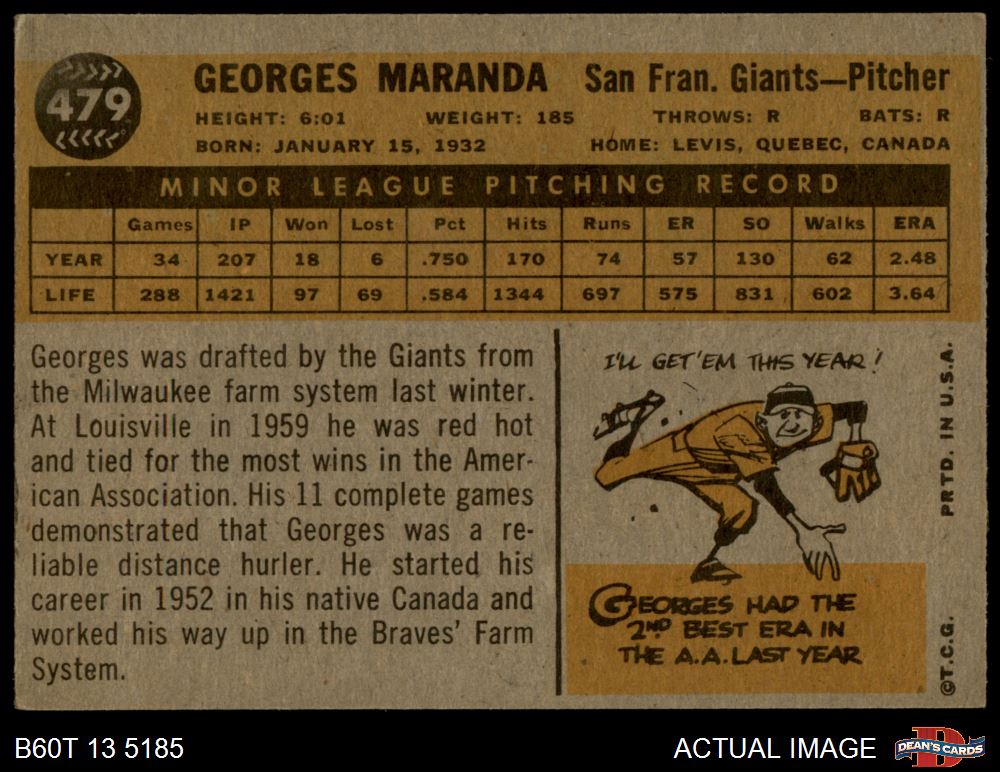 479
GEORGES MARANDA San Fran. Giants—Pitcher
HEIGHT: 6:01 WEIGHT: 185 THROWS: R BATS: R
BORN: JANUARY 15, 1932 HOME: LEVIS, QUEBEC, CANADA
MINOR LEAGUE PITCHING RECORD
Games IP Won Lost Pct Hits Runs ER SO Walks ERA
YEAR 34 207 18 6 .750 170 74 57 130 62 2.48
LIFE 288 1421 97 69 .584 1344 697 575 831 602 3.64
Georges was drafted by the Giants from
the Milwaukee farm system last winter.
At Louisville in 1959 he was red hot
and tied for the most wins in the Amer-
ican Association. His 11 complete games
demonstrated that Georges was a re-
liable distance hurler. He started his
career in 1952 in his native Canada and
worked his way up in the Braves' Farm
System.
I'LL GET 'EM THIS YEAR!
GEORGES HAD THE
2ND BEST ERA IN
THE A.A. LAST YEAR
©T.C.G. PRTD. IN U.S.A.
B60T 13 5185 ACTUAL IMAGE DEAN'S CARDS